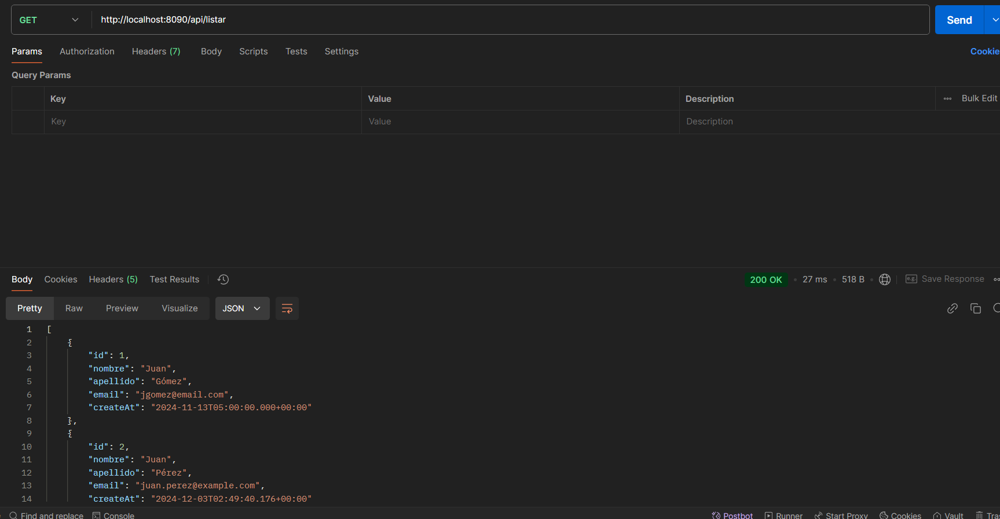 GET http://localhost:8090/api/listar Send
Params Authorization Headers (7) Body Scripts Tests Settings Cookie
Query Params
Key Value Description Bulk Edit
Key Value Description
Body Cookies Headers (5) Test Results 200 OK • 27 ms • 518 B • e.g. Save Response
Pretty Raw Preview Visualize JSON
1 [
2 {
3 "id": 1,
4 "nombre": "Juan",
5 "apellido": "Gómez",
6 "email": "jgomez@email.com",
7 "createAt": "2024-11-13T05:00:00.000+00:00"
8 },
9 {
10 "id": 2,
11 "nombre": "Juan",
12 "apellido": "Pérez",
13 "email": "juan.perez@example.com",
14 "createAt": "2024-12-03T02:49:40.176+00:00"
Find and replace Console Postbot Runner Start Proxy Cookies Vault Tras